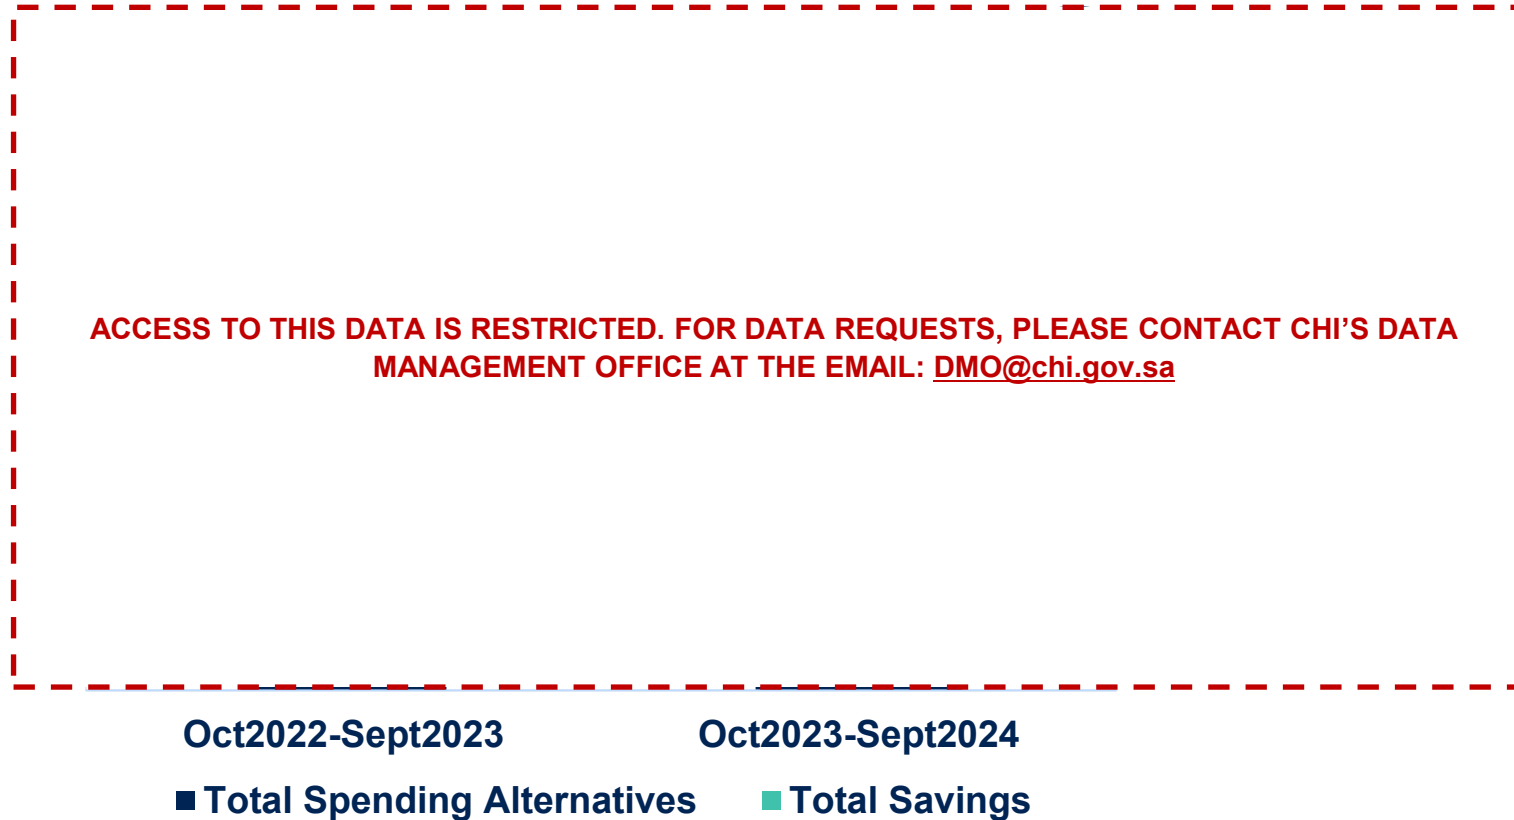 ACCESS TO THIS DATA IS RESTRICTED. FOR DATA REQUESTS, PLEASE CONTACT CHI’S DATA
MANAGEMENT OFFICE AT THE EMAIL: DMO@chi.gov.sa
Oct2022-Sept2023 Oct2023-Sept2024
Total Spending Alternatives Total Savings